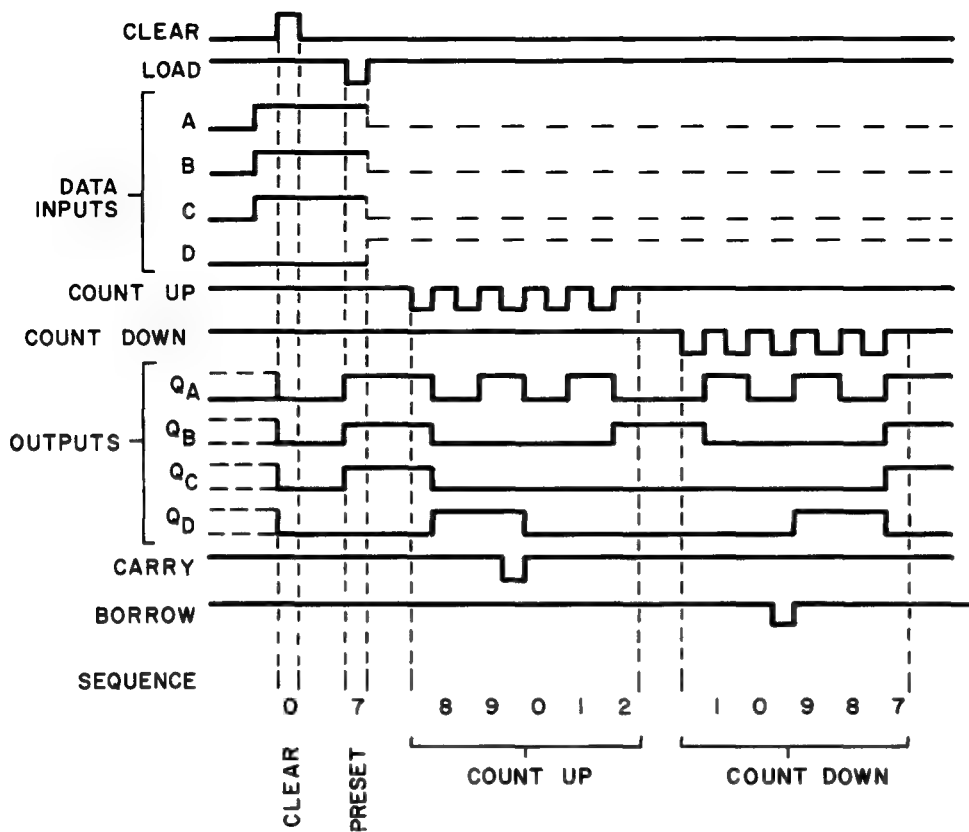 CLEAR
LOAD
A
B
DATA
INPUTS
C
D
COUNT UP
COUNT DOWN
QA
OUTPUTS
QB
QC
QD
CARRY
BORROW
SEQUENCE
0 7 8 9 0 1 2 1 0 9 8 7
CLEAR
PRESET
COUNT UP
COUNT DOWN